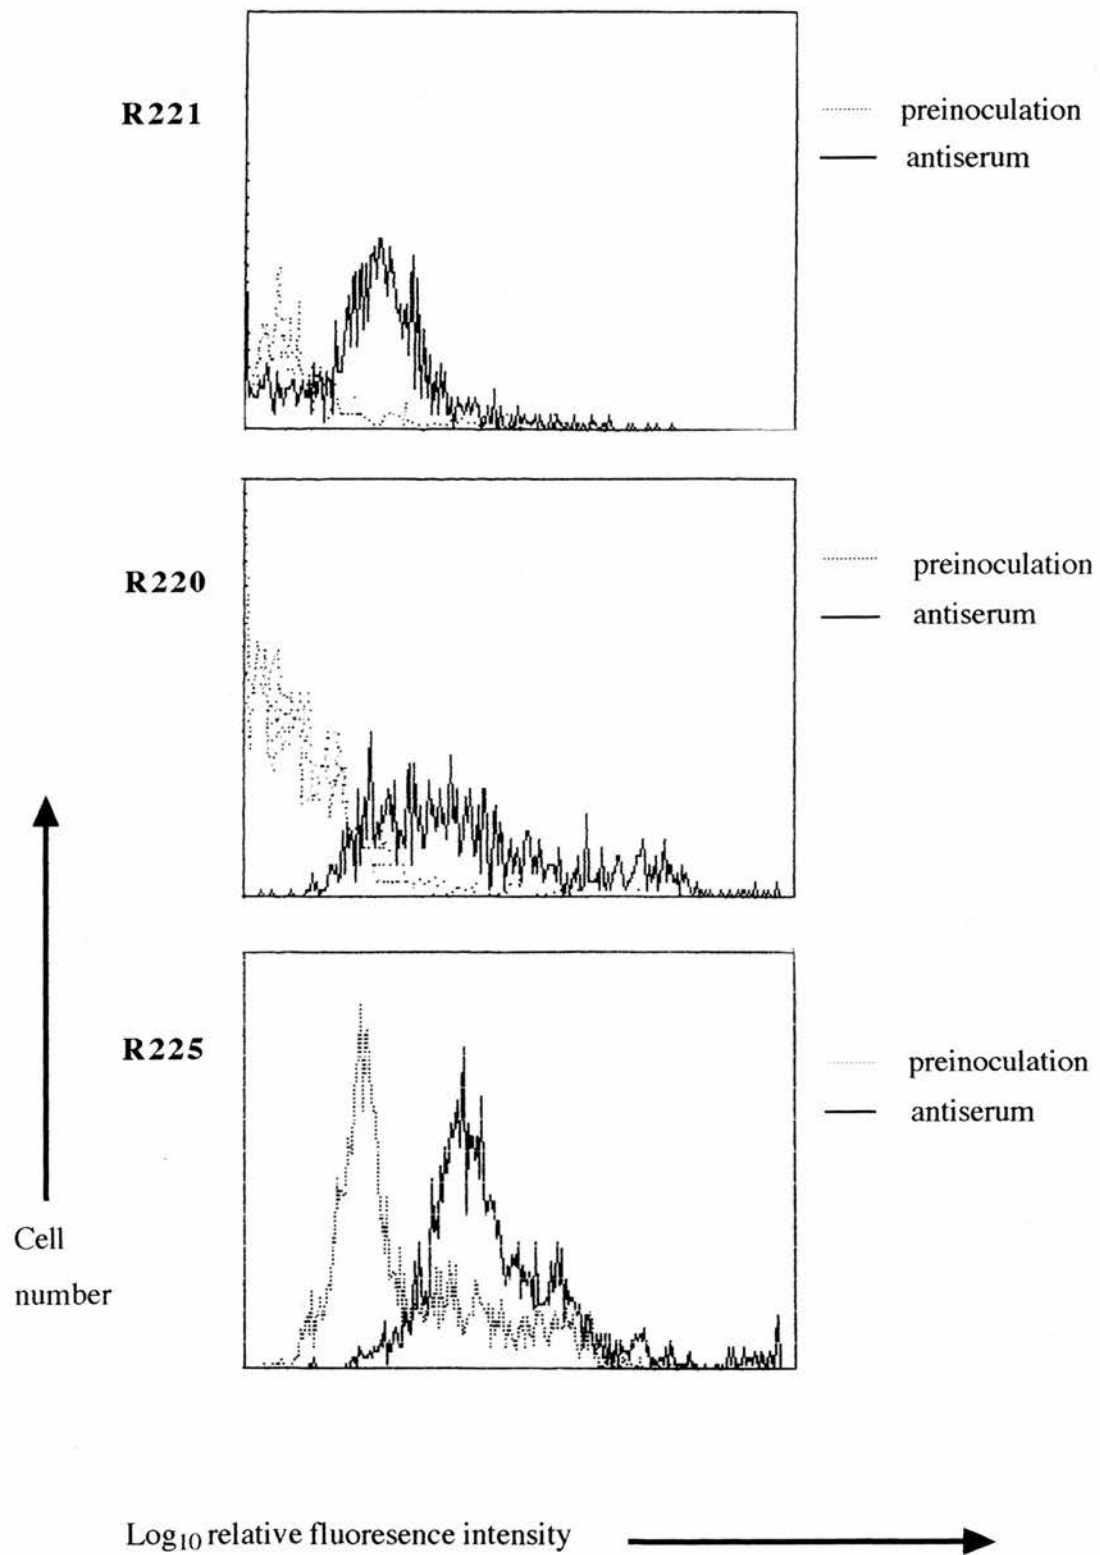 R221
preinoculation
antiserum
R220
preinoculation
antiserum
R225
preinoculation
antiserum
Cell
number
Log10 relative fluoresence intensity